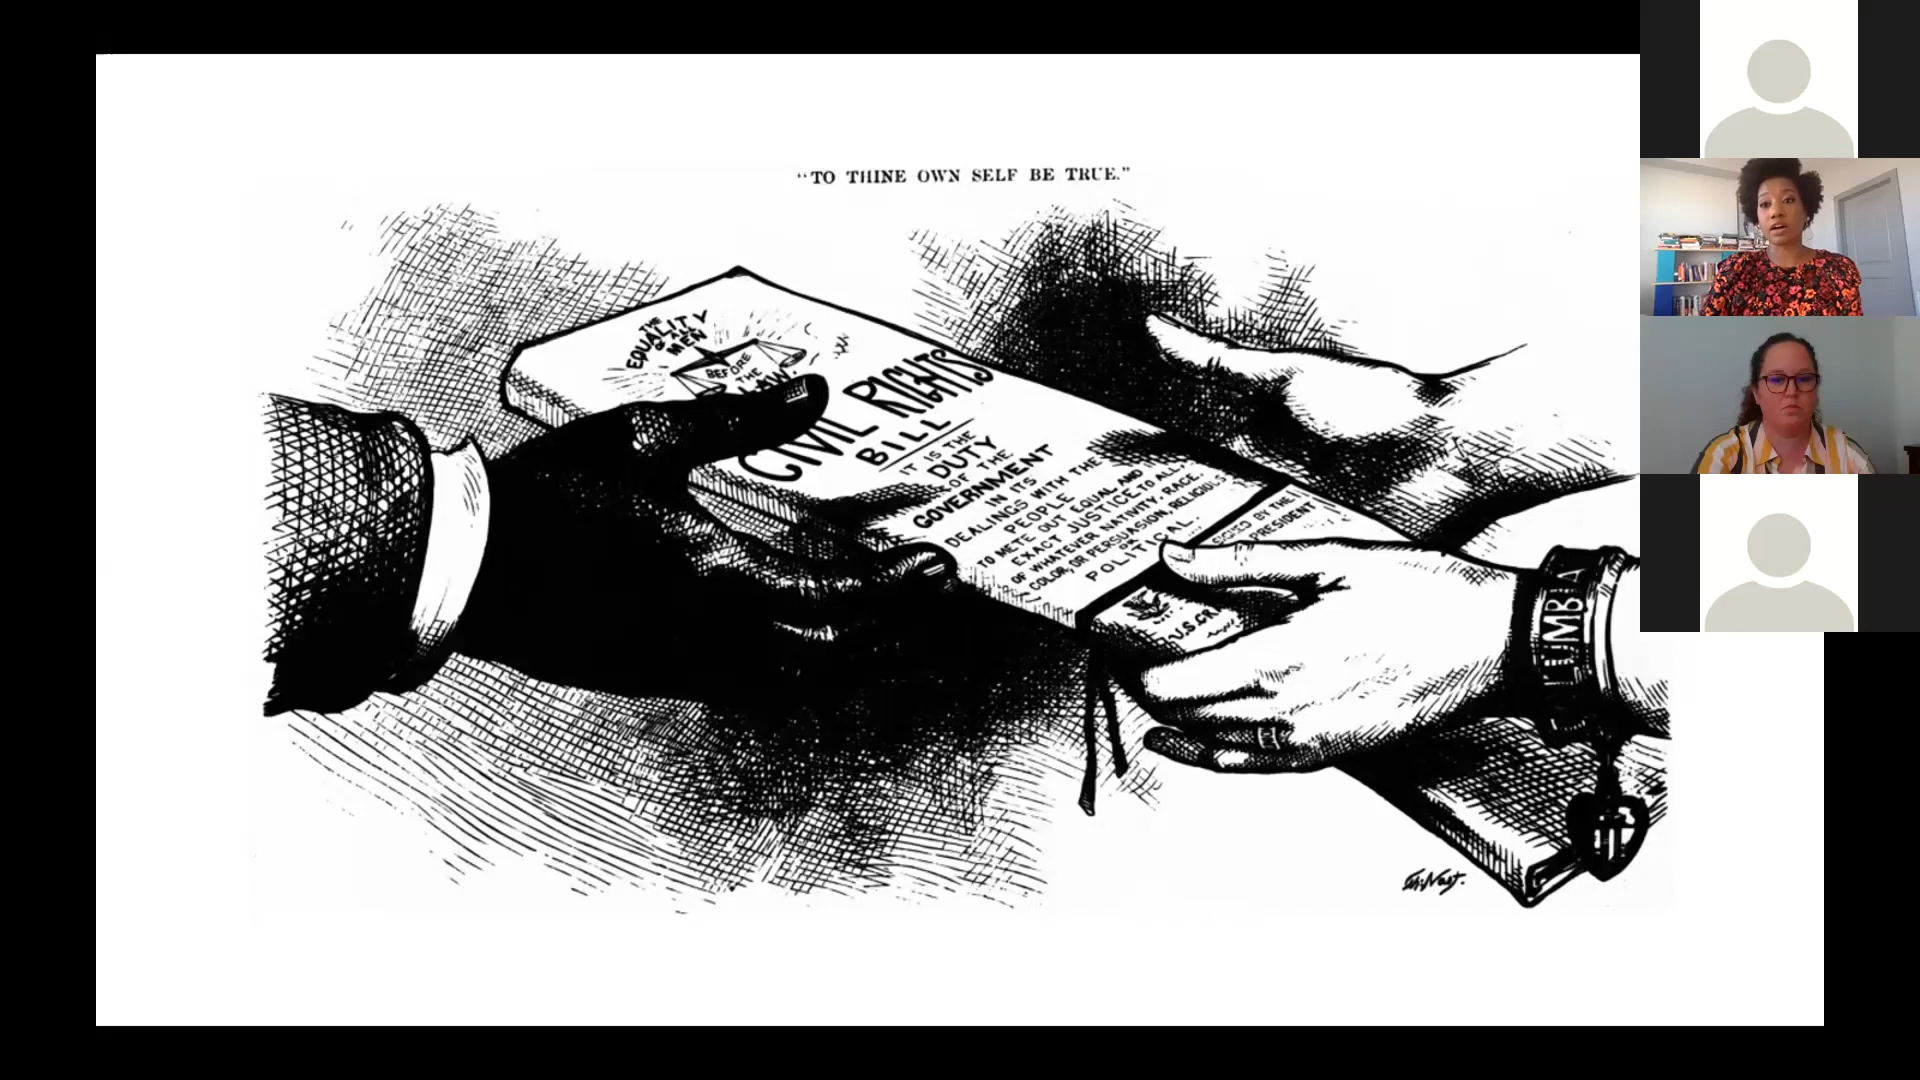 “TO THINE OWN SELF BE TRUE.”
THE
EQUALITY
OF ALL
MEN
BEFORE
THE
LAW.
CIVIL RIGHTS
BILL
IT IS THE
DUTY
OF THE
GOVERNMENT
IN ITS
DEALINGS WITH THE
PEOPLE
TO METE OUT EQUAL AND
EXACT JUSTICE TO ALL,
OF WHATEVER NATIVITY, RACE,
COLOR, OR PERSUASION, RELIGIOUS
OR
POLITICAL.
SIGNED BY THE
PRESIDENT
U.S.GR
COLUMBIA
Th:Nast.